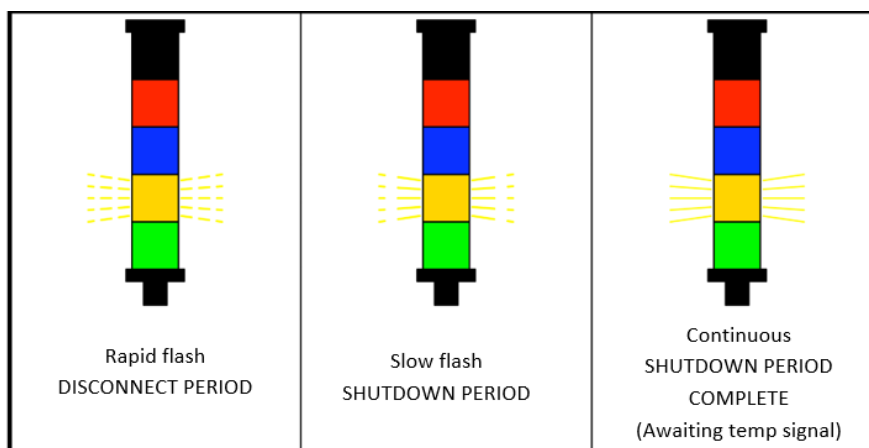 Rapid flash
DISCONNECT PERIOD
Slow flash
SHUTDOWN PERIOD
Continuous
SHUTDOWN PERIOD
COMPLETE
(Awaiting temp signal)